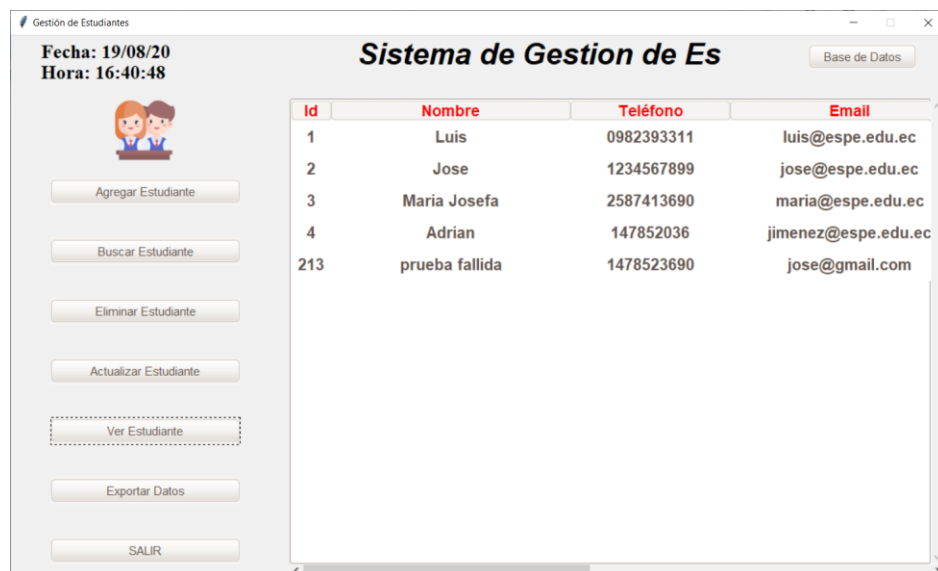 Gestión de Estudiantes
Fecha: 19/08/20
Hora: 16:40:48
Sistema de Gestion de Es
Base de Datos
Agregar Estudiante
Buscar Estudiante
Eliminar Estudiante
Actualizar Estudiante
Ver Estudiante
Exportar Datos
SALIR
Id Nombre Teléfono Email
1 Luis 0982393311 luis@espe.edu.ec
2 Jose 1234567899 jose@espe.edu.ec
3 Maria Josefa 2587413690 maria@espe.edu.ec
4 Adrian 147852036 jimenez@espe.edu.ec
213 prueba fallida 1478523690 jose@gmail.com